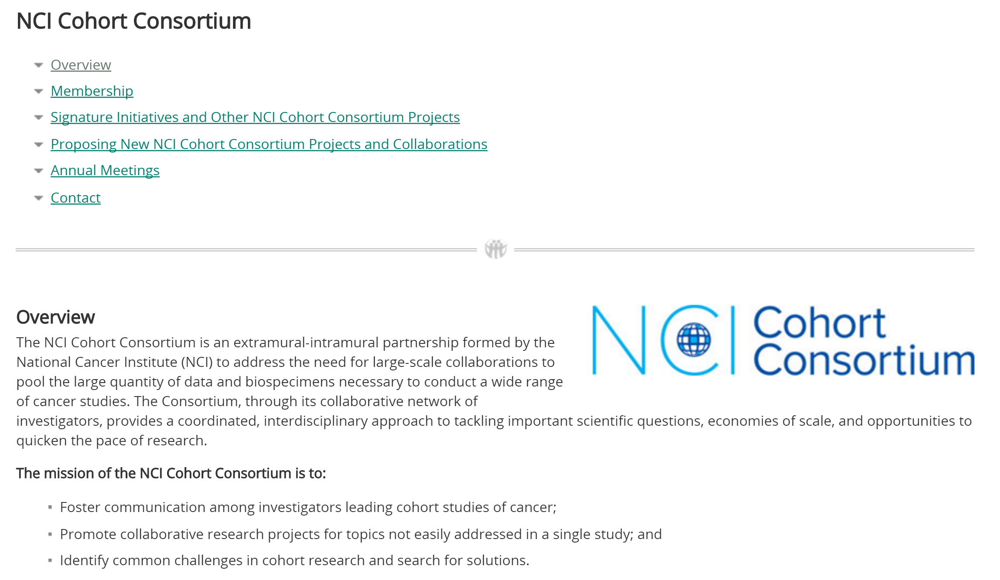 NCI Cohort Consortium
Overview
Membership
Signature Initiatives and Other NCI Cohort Consortium Projects
Proposing New NCI Cohort Consortium Projects and Collaborations
Annual Meetings
Contact
NCI Cohort
Consortium
Overview
The NCI Cohort Consortium is an extramural-intramural partnership formed by the
National Cancer Institute (NCI) to address the need for large-scale collaborations to
pool the large quantity of data and biospecimens necessary to conduct a wide range
of cancer studies. The Consortium, through its collaborative network of
investigators, provides a coordinated, interdisciplinary approach to tackling important scientific questions, economies of scale, and opportunities to
quicken the pace of research.
The mission of the NCI Cohort Consortium is to:
Foster communication among investigators leading cohort studies of cancer;
Promote collaborative research projects for topics not easily addressed in a single study; and
Identify common challenges in cohort research and search for solutions.